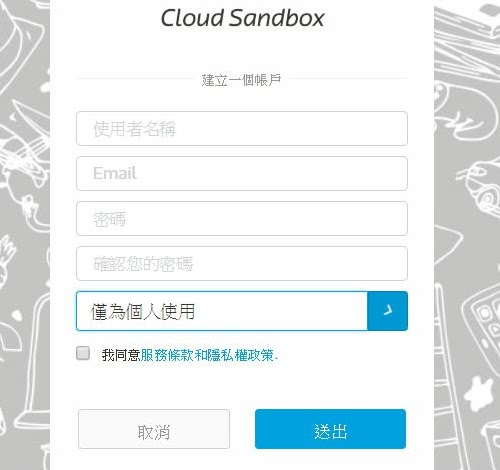 Cloud Sandbox
建立一個帳戶
使用者名稱
Email
密碼
確認您的密碼
僅為個人使用
我同意服務條款和隱私權政策.
取消
送出